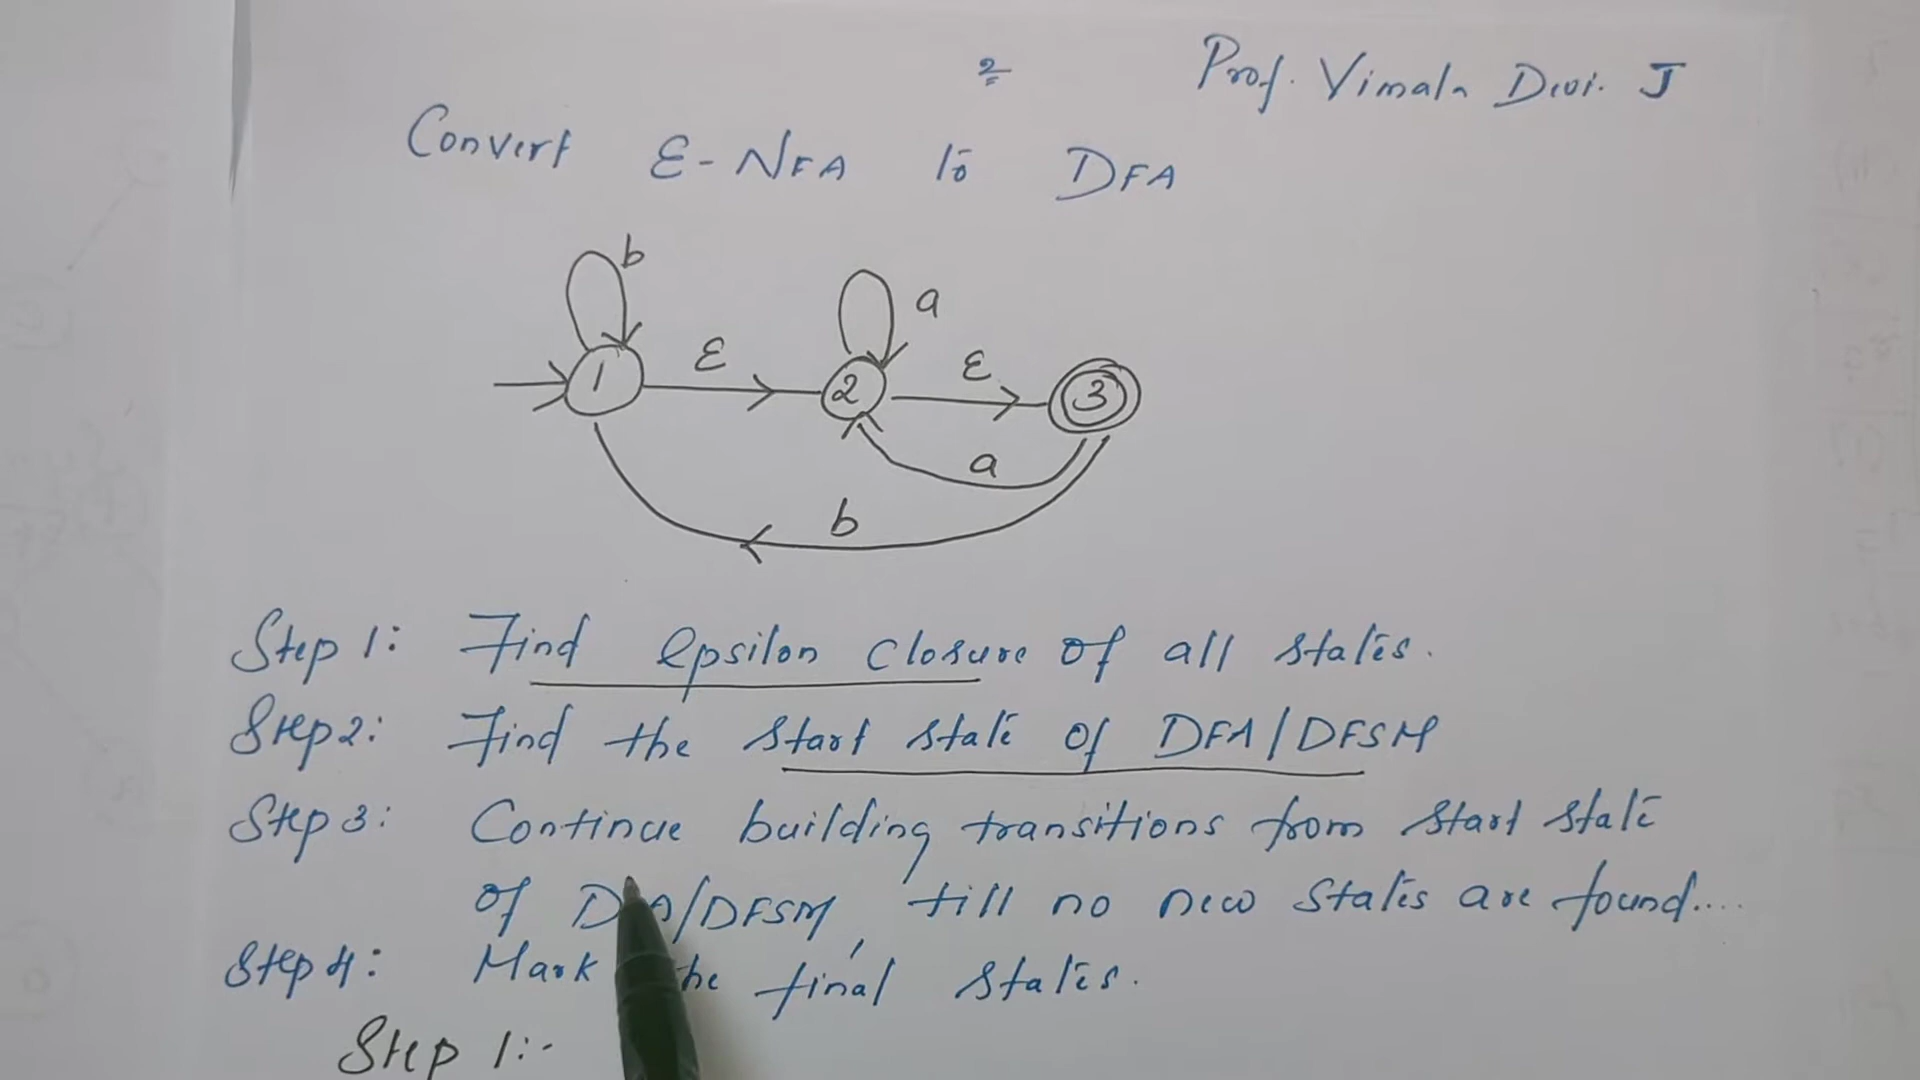 2
Prof. Vimala Devi. J
Convert ε-NFA to DFA
b
a
ε
ε
1
2
3
a
b
Step 1: Find epsilon closure of all states.
Step 2: Find the start state of DFA/DFSM
Step 3: Continue building transitions from start state
of /DFSM, till no new states are found....
Step 4: Mark the final states.
Step 1:-